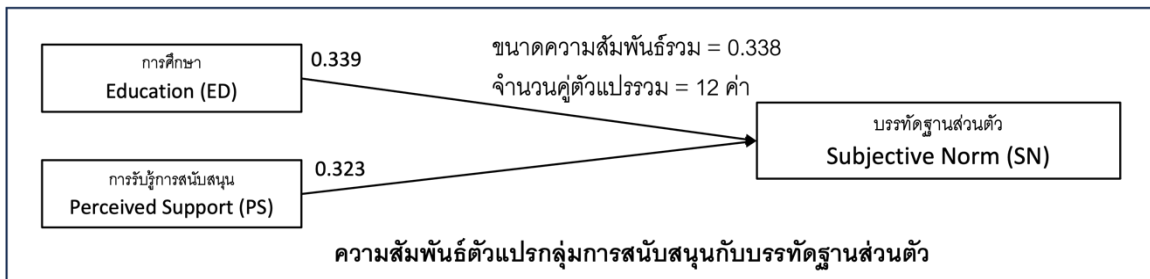 การศึกษา
Education (ED)
0.339
ขนาดความสัมพันธ์รวม = 0.338
จำนวนคู่ตัวแปรรวม = 12 ค่า
บรรทัดฐานส่วนตัว
Subjective Norm (SN)
การรับรู้การสนับสนุน
Perceived Support (PS)
0.323
ความสัมพันธ์ตัวแปรกลุ่มการสนับสนุนกับบรรทัดฐานส่วนตัว